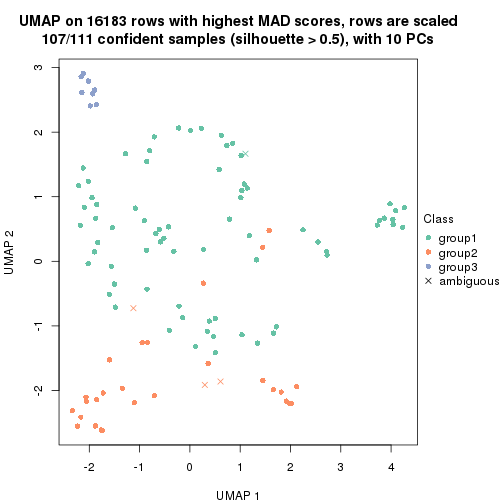 UMAP on 16183 rows with highest MAD scores, rows are scaled
107/111 confident samples (silhouette > 0.5), with 10 PCs
3
2
1
0
-1
-2
UMAP 2
-2 -1 0 1 2 3 4
UMAP 1
Class
group1
group2
group3
ambiguous